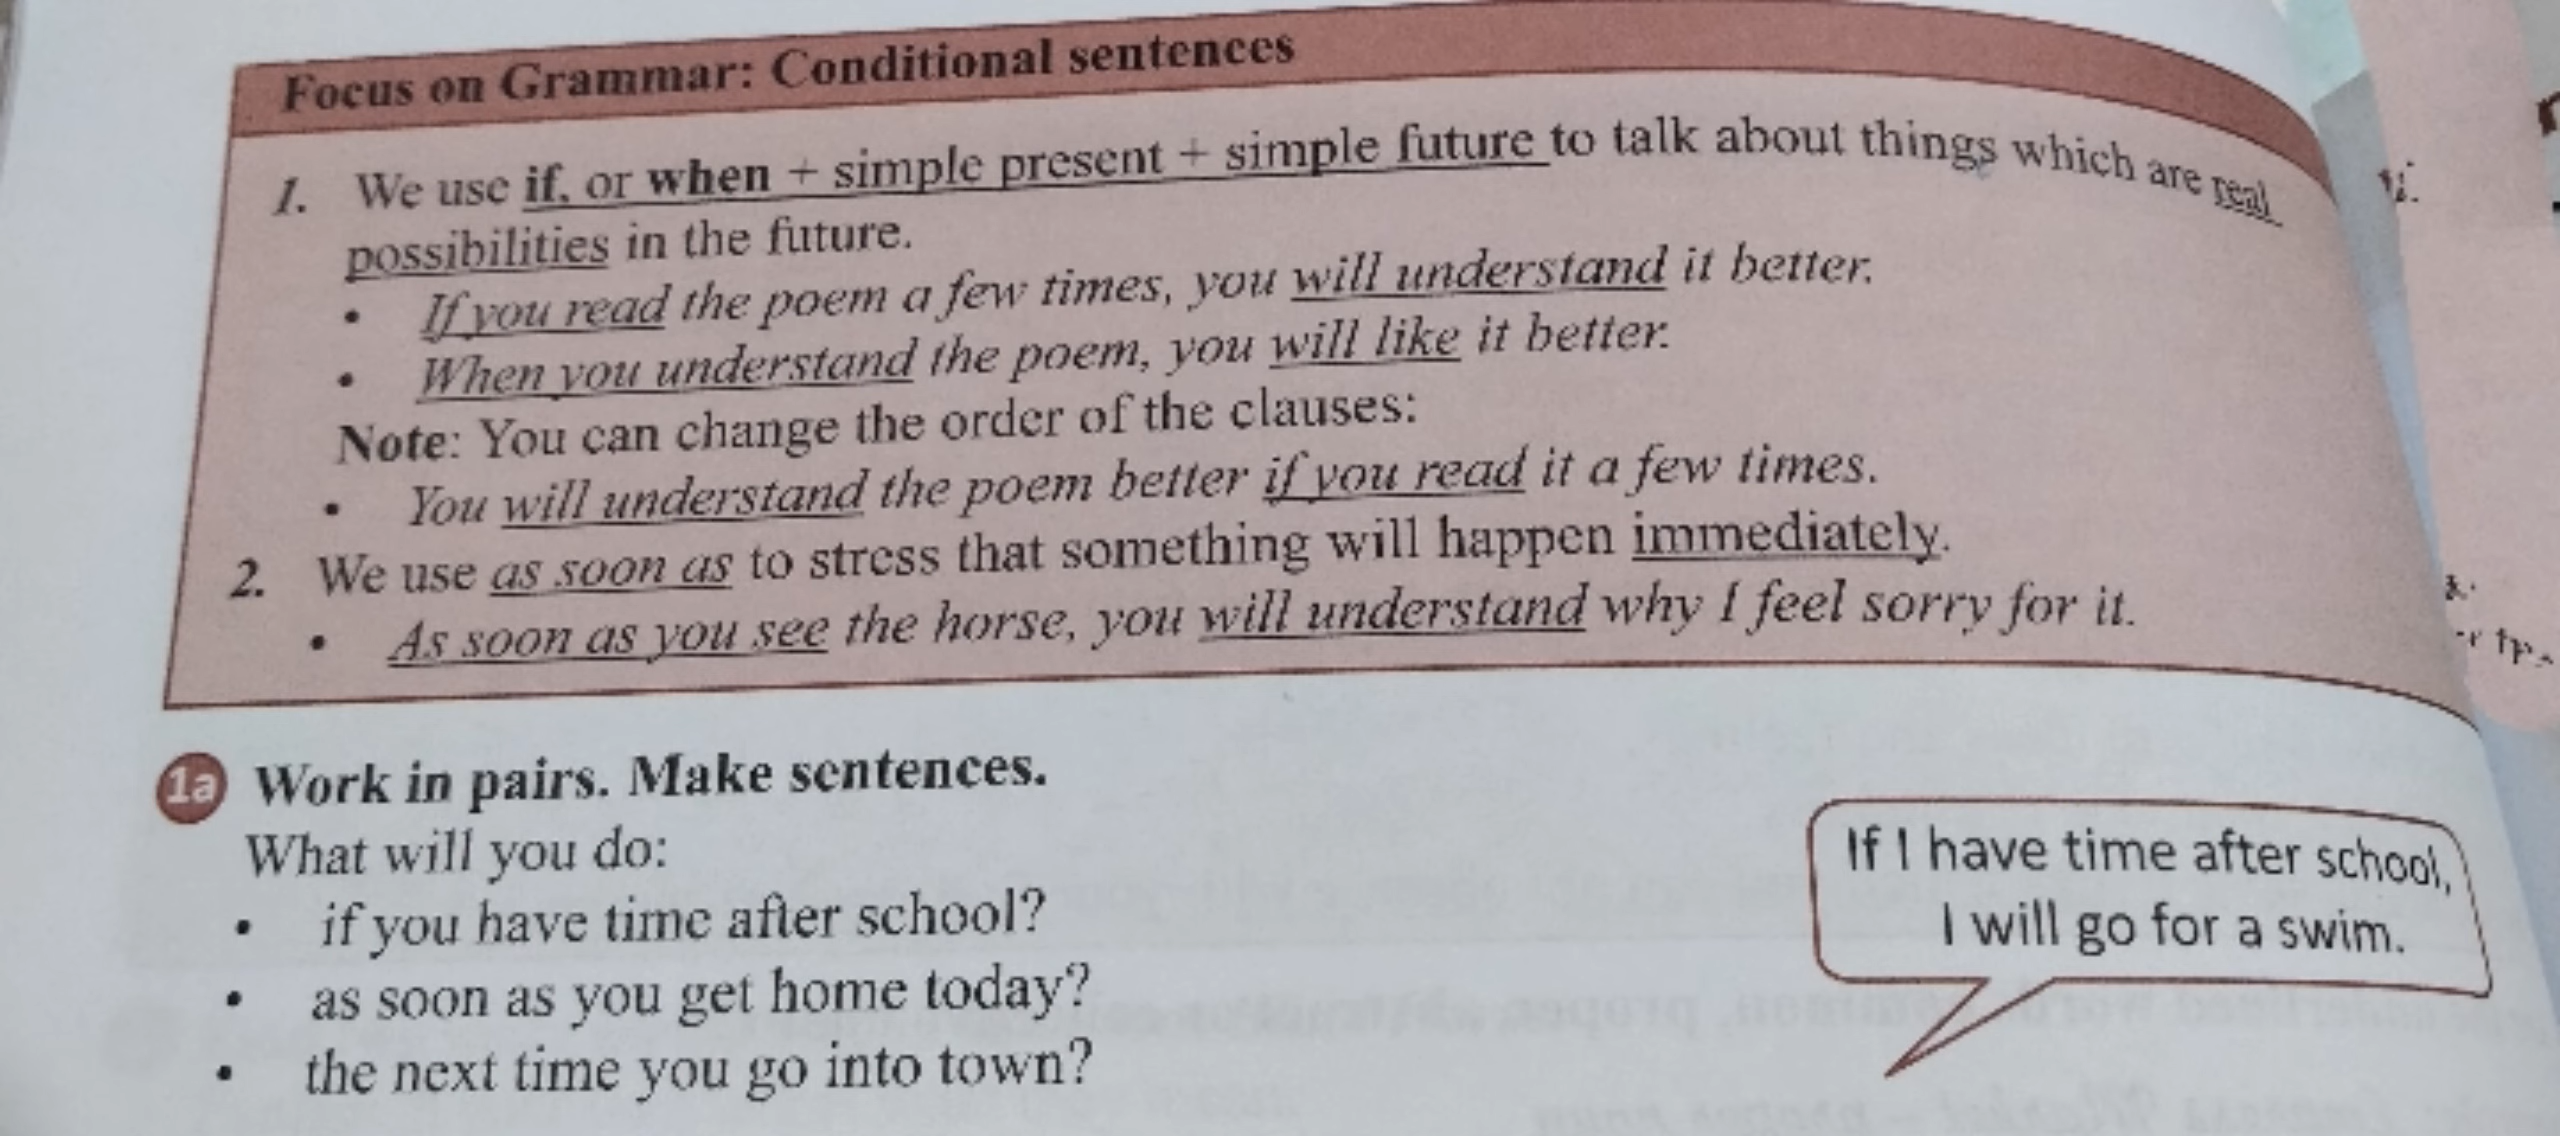 Focus on Grammar: Conditional sentences
1. We use if, or when + simple present + simple future to talk about things which are real
possibilities in the future.
• If you read the poem a few times, you will understand it better.
• When you understand the poem, you will like it better.
Note: You can change the order of the clauses:
• You will understand the poem better if you read it a few times.
2. We use as soon as to stress that something will happen immediately.
• As soon as you see the horse, you will understand why I feel sorry for it.
1a Work in pairs. Make sentences.
What will you do:
• if you have time after school?
• as soon as you get home today?
• the next time you go into town?
If I have time after school,
I will go for a swim.